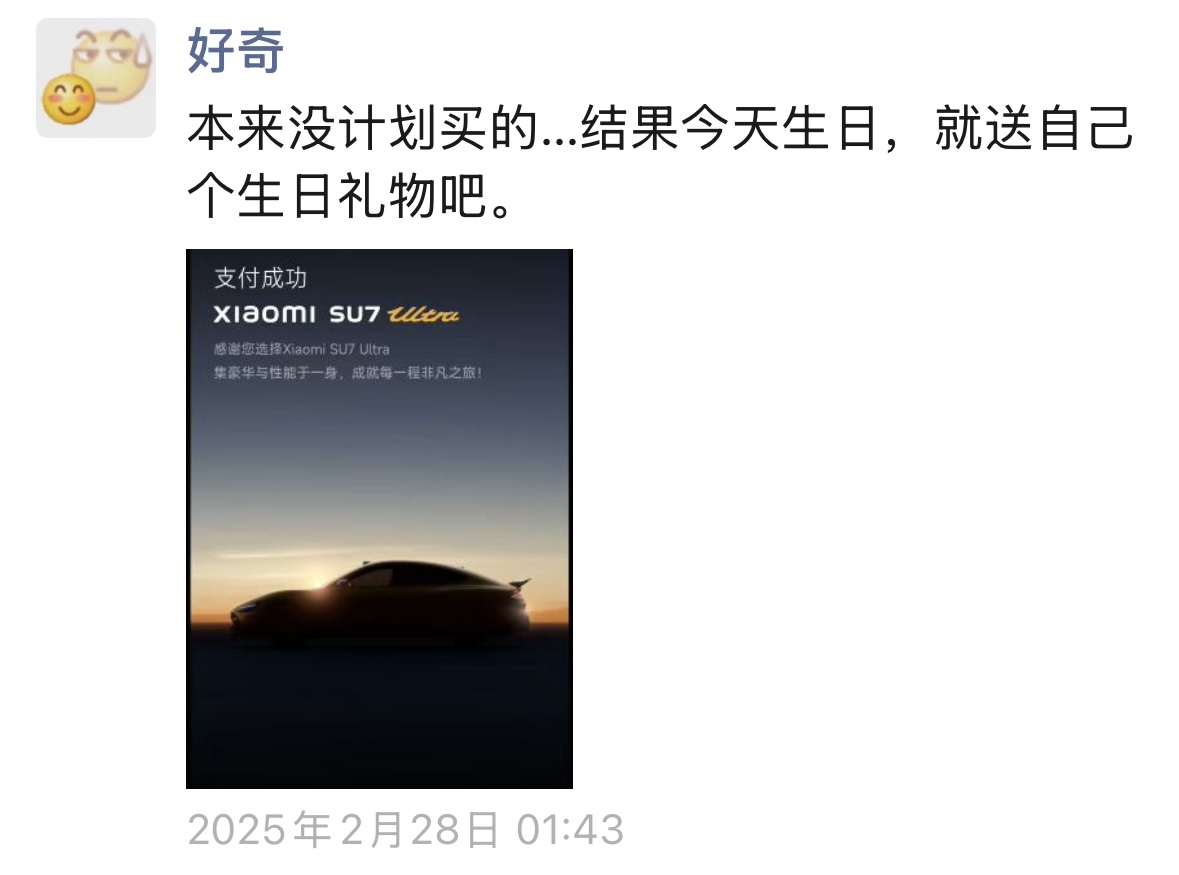 好奇
本来没计划买的...结果今天生日，就送自己
个生日礼物吧。
支付成功
xiaomi SU7 Ultra
感谢您选择Xiaomi SU7 Ultra
集豪华与性能于一身，成就每一程非凡之旅！
2025年2月28日 01:43